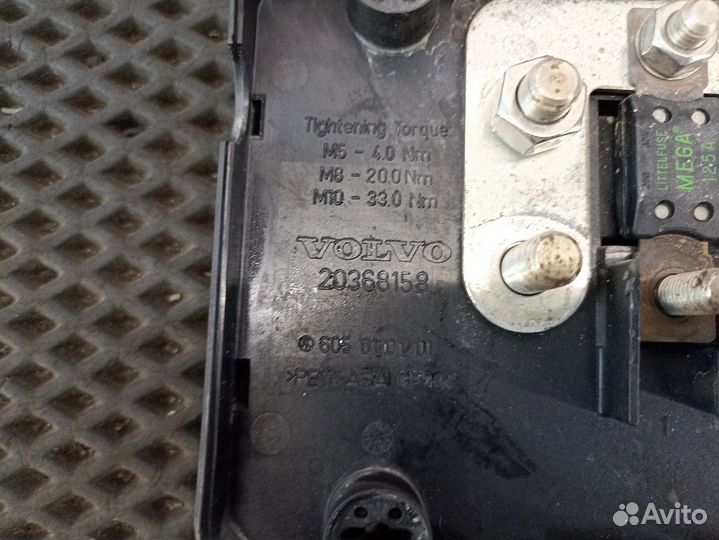 Tightening Torque:
M5 - 4.0 Nm
M8 - 20.0 Nm
M10 - 33.0 Nm
VOLVO
20368158
605
LITTELFUSE
MEGA®
125A
Avito